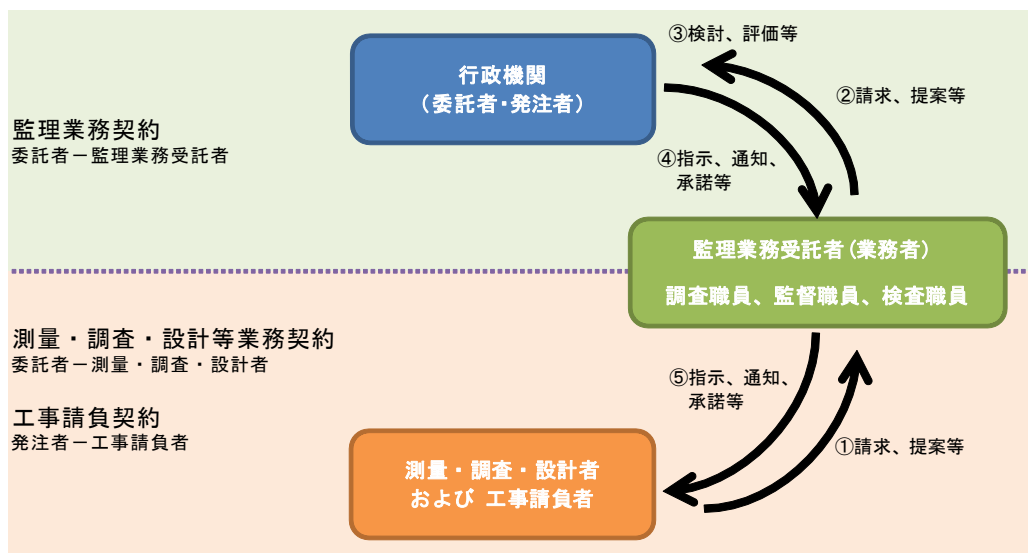 ③検討、評価等
行政機関
（委託者・発注者）
②請求、提案等
監理業務契約
委託者－監理業務受託者
④指示、通知、
承諾等
監理業務受託者（業務者）
調査職員、監督職員、検査職員
測量・調査・設計等業務契約
委託者－測量・調査・設計者
⑤指示、通知、
承諾等
工事請負契約
発注者－工事請負者
①請求、提案等
測量・調査・設計者
および 工事請負者